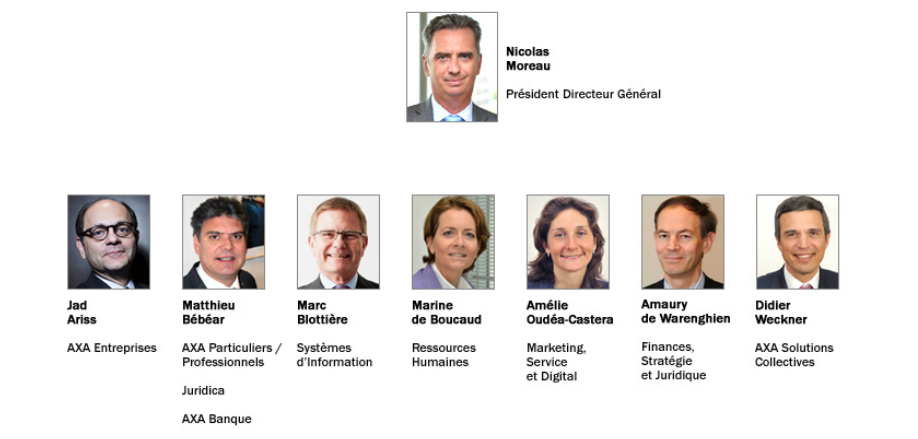 Nicolas
Moreau
Président Directeur Général
Jad
Ariss
AXA Entreprises
Matthieu
Bébéar
AXA Particuliers /
Professionnels
Juridica
AXA Banque
Marc
Blottière
Systèmes
d'Information
Marine
de Boucaud
Ressources
Humaines
Amélie
Oudéa-Castera
Marketing,
Service
et Digital
Amaury
de Warenghien
Finances,
Stratégie
et Juridique
Didier
Weckner
AXA Solutions
Collectives